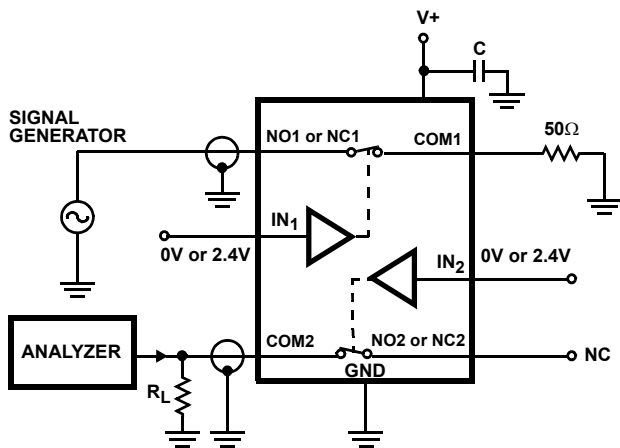 V+
C
SIGNAL
GENERATOR
NO1 or NC1
COM1
50Ω
IN1
0V or 2.4V
IN2
0V or 2.4V
ANALYZER
COM2
NO2 or NC2
NC
GND
RL